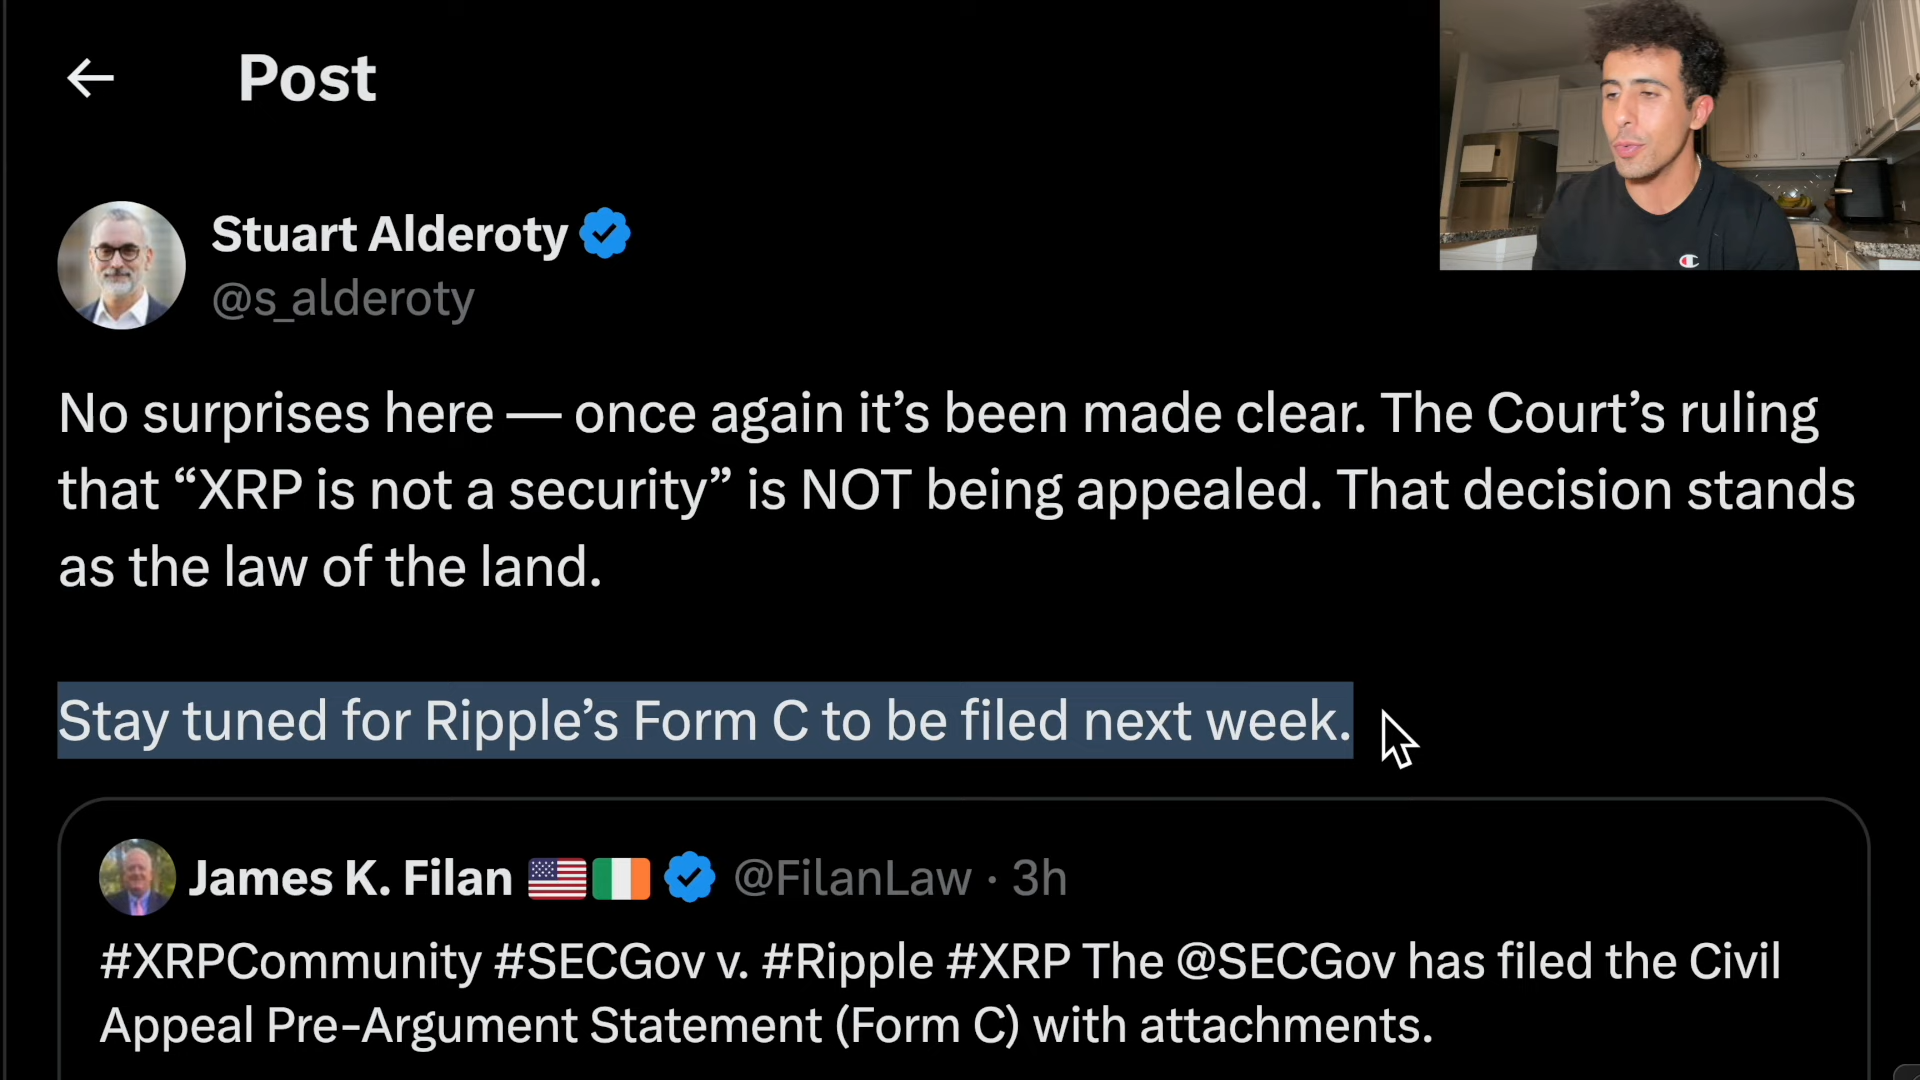 Post
Stuart Alderoty
@s_alderoty
No surprises here — once again it’s been made clear. The Court’s ruling
that “XRP is not a security” is NOT being appealed. That decision stands
as the law of the land.
Stay tuned for Ripple’s Form C to be filed next week.
James K. Filan 🇺🇸🇮🇪 @FilanLaw · 3h
#XRPCommunity #SECGov v. #Ripple #XRP The @SECGov has filed the Civil
Appeal Pre-Argument Statement (Form C) with attachments.